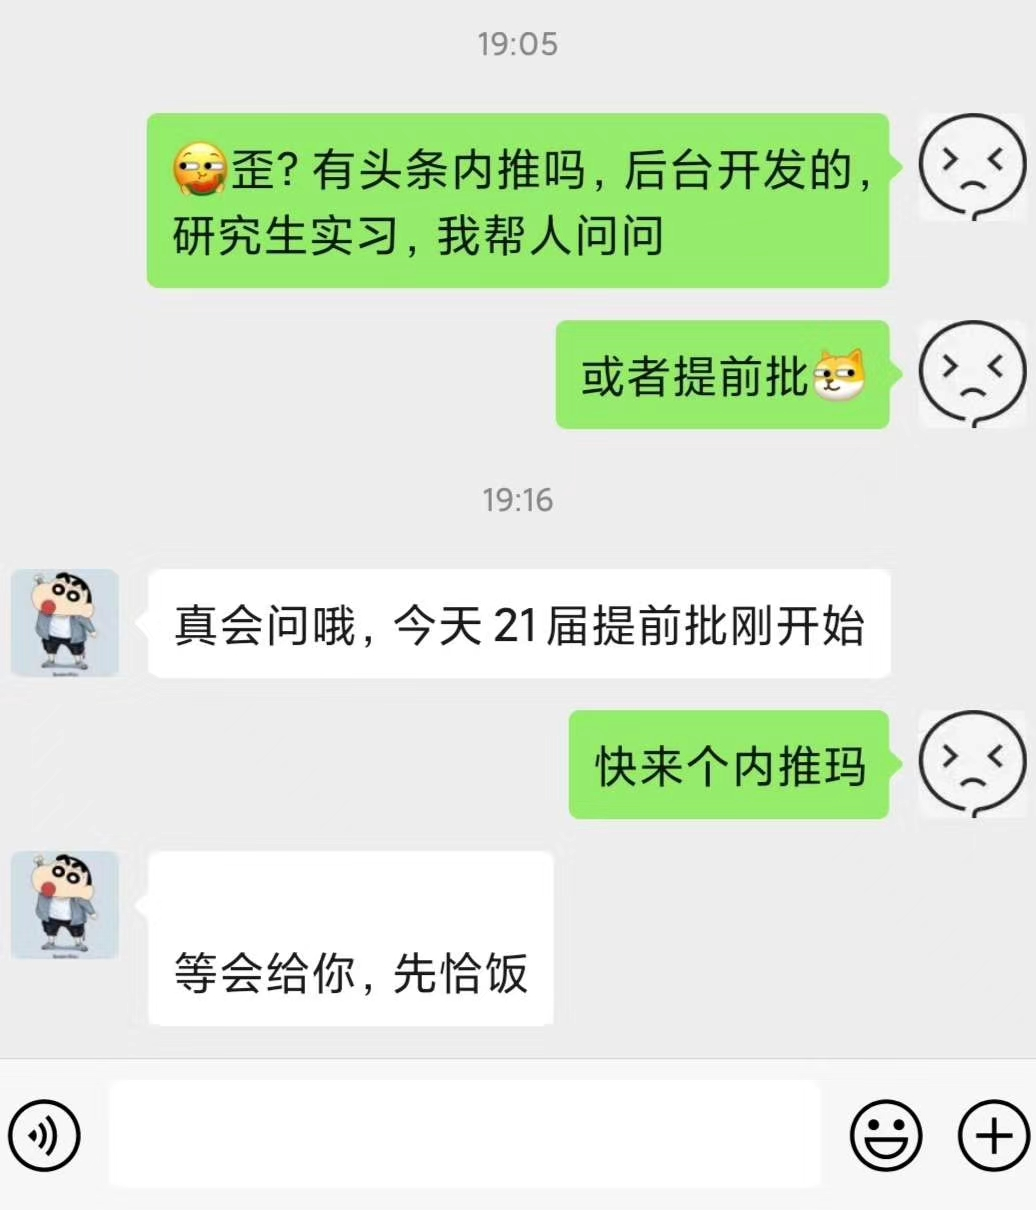 19:05
歪？有头条内推吗，后台开发的，
研究生实习，我帮人问问
或者提前批
19:16
真会问哦，今天21届提前批刚开始
快来个内推玛
等会给你，先恰饭